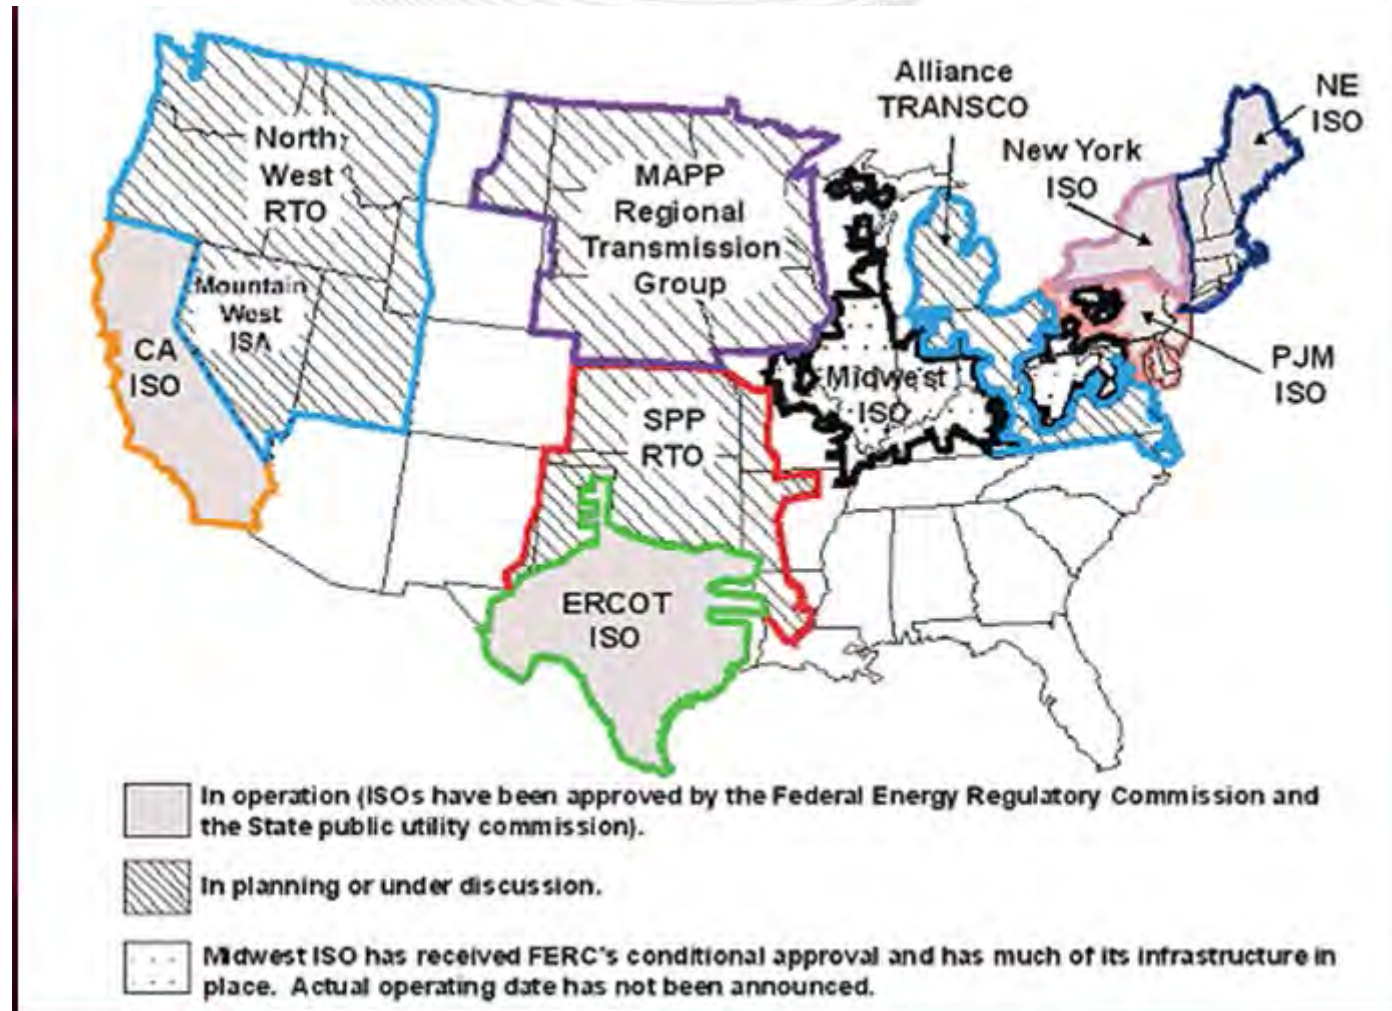 Alliance
TRANSCO
NE
ISO
New York
ISO
North
West
RTO
MAPP
Regional
Transmission
Group
Mountain
West
ISA
CA
ISO
Midwest
ISO
PJM
ISO
SPP
RTO
ERCOT
ISO
In operation (ISOs have been approved by the Federal Energy Regulatory Commission and
the State public utility commission).
In planning or under discussion.
Midwest ISO has received FERC's conditional approval and has much of its infrastructure in
place. Actual operating date has not been announced.